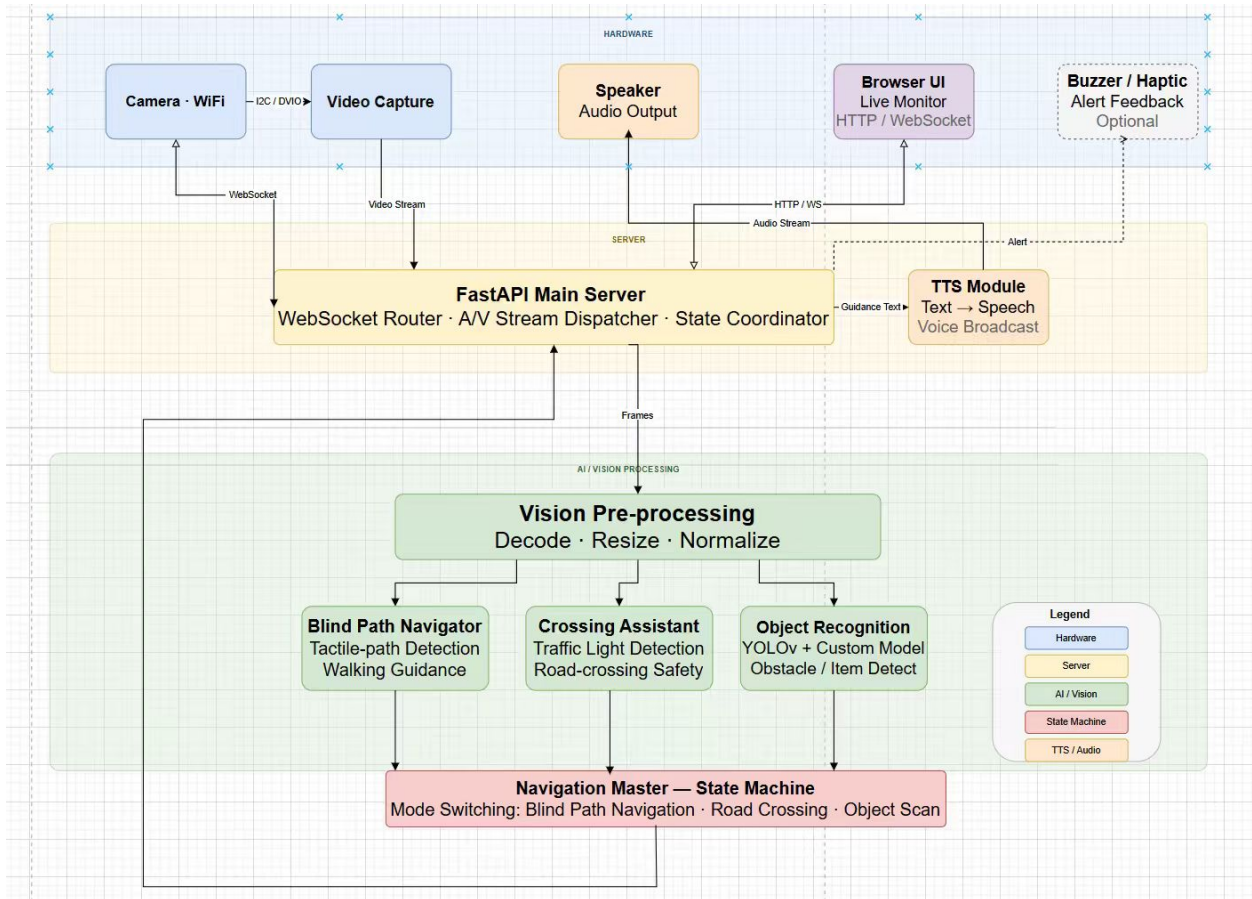 HARDWARE
Camera · WiFi
I2C / DVIO
Video Capture
Speaker
Audio Output
Browser UI
Live Monitor
HTTP / WebSocket
Buzzer / Haptic
Alert Feedback
Optional
WebSocket
Video Stream
HTTP / WS
Audio Stream
SERVER
Alert
FastAPI Main Server
WebSocket Router · A/V Stream Dispatcher · State Coordinator
Guidance Text
TTS Module
Text → Speech
Voice Broadcast
Frames
AI / VISION PROCESSING
Vision Pre-processing
Decode · Resize · Normalize
Blind Path Navigator
Tactile-path Detection
Walking Guidance
Crossing Assistant
Traffic Light Detection
Road-crossing Safety
Object Recognition
YOLOv + Custom Model
Obstacle / Item Detect
Legend
Hardware
Server
AI / Vision
State Machine
TTS / Audio
Navigation Master — State Machine
Mode Switching: Blind Path Navigation · Road Crossing · Object Scan